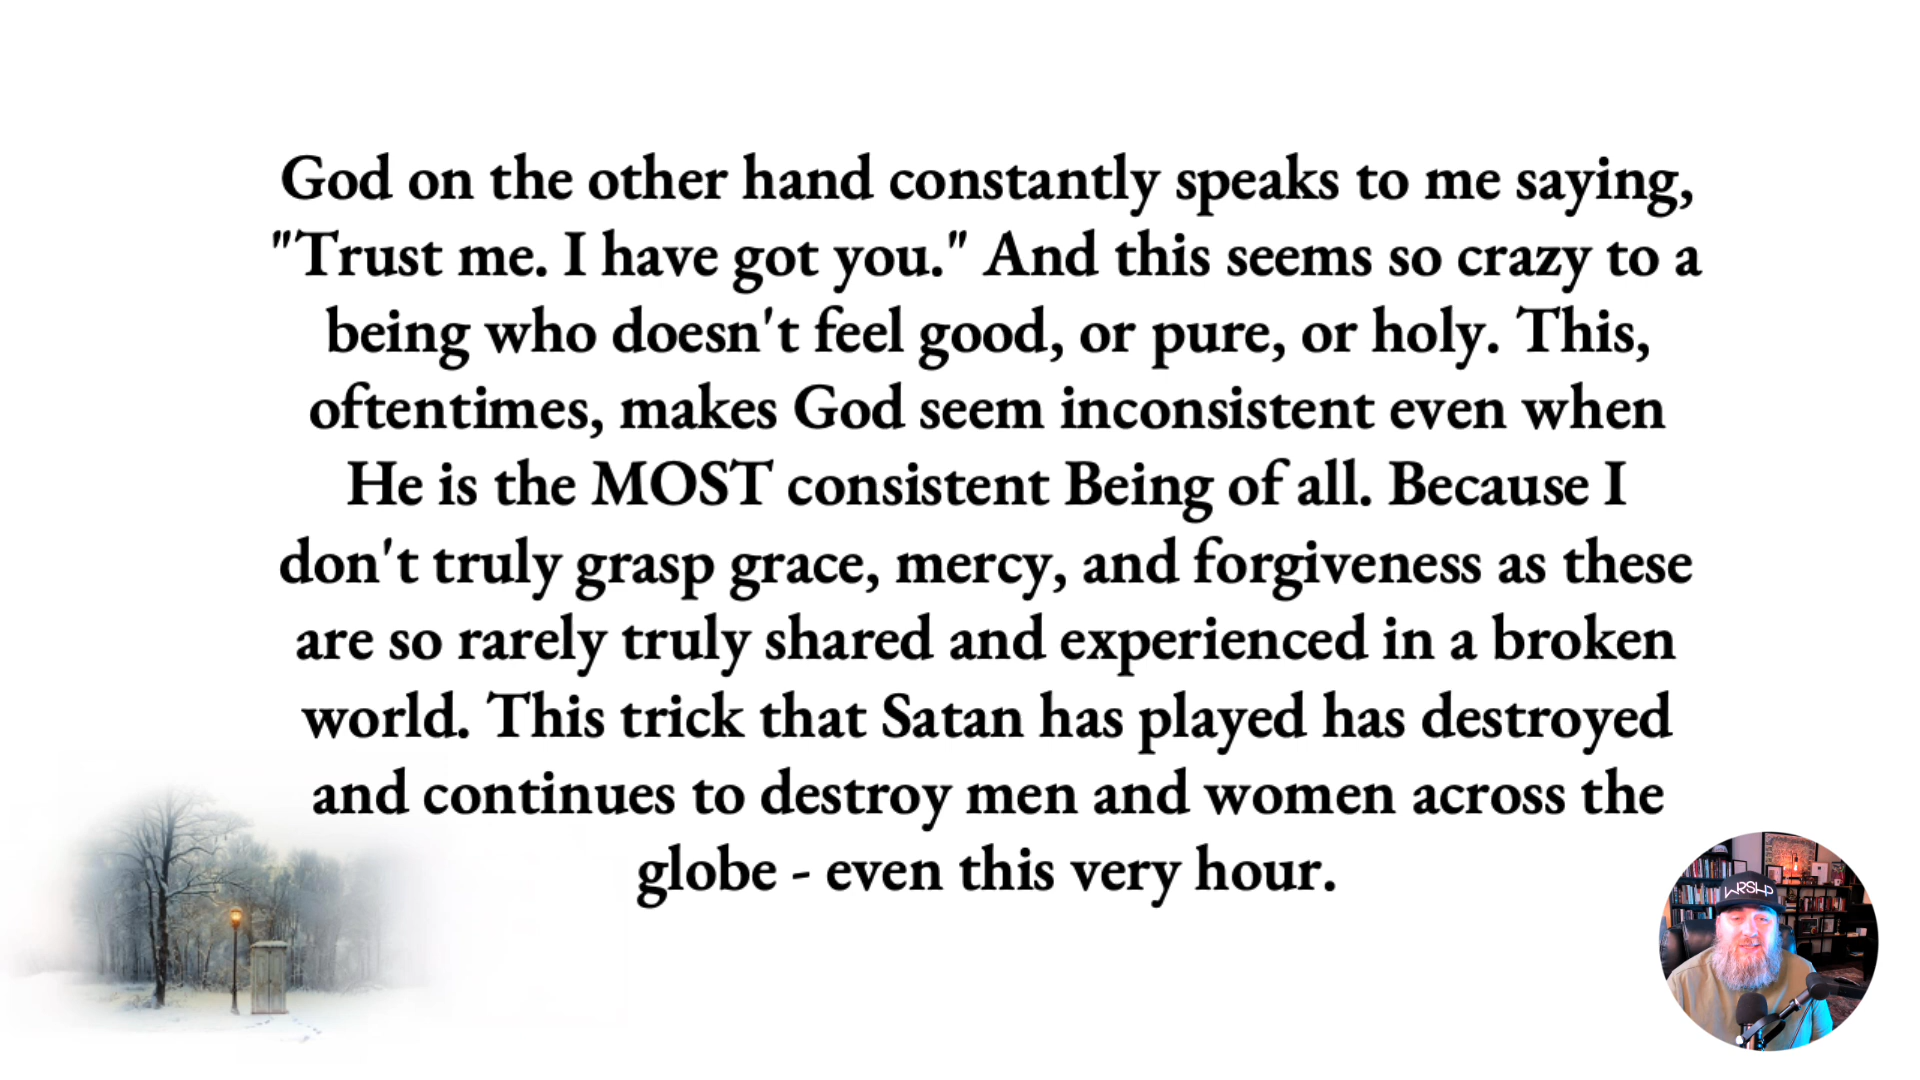 God on the other hand constantly speaks to me saying,
"Trust me. I have got you." And this seems so crazy to a
being who doesn't feel good, or pure, or holy. This,
oftentimes, makes God seem inconsistent even when
He is the MOST consistent Being of all. Because I
don't truly grasp grace, mercy, and forgiveness as these
are so rarely truly shared and experienced in a broken
world. This trick that Satan has played has destroyed
and continues to destroy men and women across the
globe - even this very hour.
WRSHP